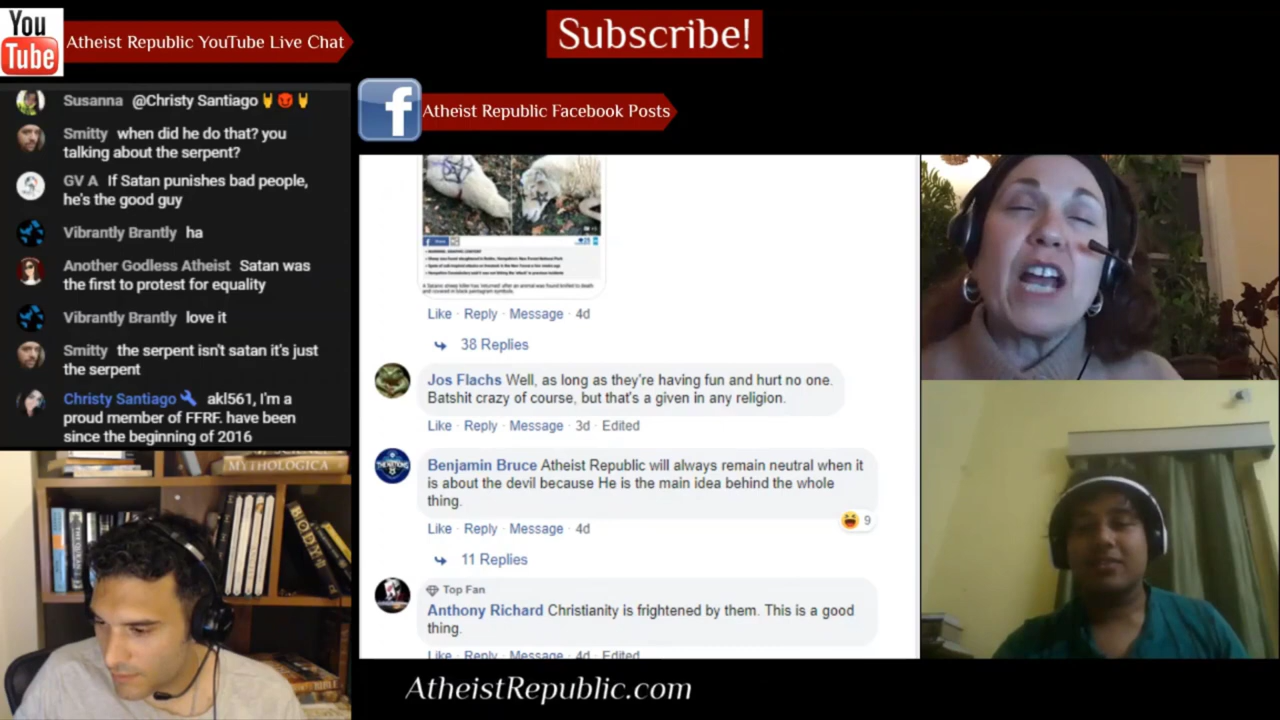 You
Tube
Atheist Republic YouTube Live Chat
Subscribe!
Susanna @Christy Santiago
Smitty when did he do that? you
talking about the serpent?
GV A If Satan punishes bad people,
he's the good guy
Vibrantly Brantly ha
Another Godless Atheist Satan was
the first to protest for equality
Vibrantly Brantly love it
Smitty the serpent isn't satan it's just
the serpent
Christy Santiago akl561, I'm a
proud member of FFRF. have been
since the beginning of 2016
f
Atheist Republic Facebook Posts
Like · Reply · Message · 4d
38 Replies
Jos Flachs Well, as long as they're having fun and hurt no one.
Batshit crazy of course, but that's a given in any religion.
Like · Reply · Message · 3d · Edited
Benjamin Bruce Atheist Republic will always remain neutral when it
is about the devil because He is the main idea behind the whole
thing.
9
Like · Reply · Message · 4d
11 Replies
Top Fan
Anthony Richard Christianity is frightened by them. This is a good
thing.
Like · Reply · Message · 4d · Edited
MYTHOLOGICA
BODY
AtheistRepublic.com